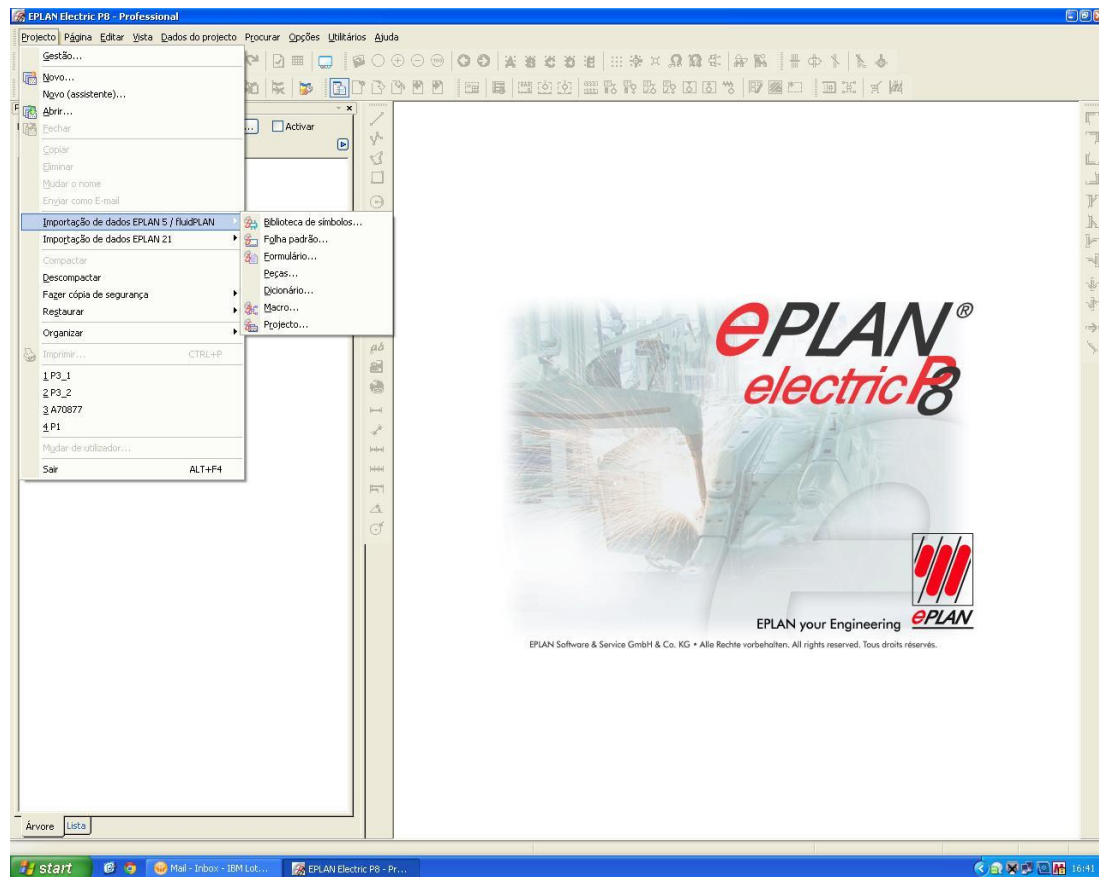 EPLAN Electric P8 - Professional
Projecto Página Editar Vista Dados do projecto Procurar Opções Utilitários Ajuda
Gestão...
Novo...
Novo (assistente)...
Abrir...
Activar
Fechar
Copiar
Eliminar
Mudar o nome
Enviar como E-mail
Importação de dados EPLAN 5 / fluidPLAN
Biblioteca de símbolos...
Importação de dados EPLAN 21
Folha padrão...
Formulário...
Compactar
Peças...
Descompactar
Dicionário...
Fazer cópia de segurança
Macro...
Restaurar
Projecto...
Organizar
Imprimir... CTRL+P
1 P3_1
2 P3_2
3 A70877
4 P1
Mudar de utilizador...
Sair ALT+F4
ePLAN®
electric P8
EPLAN your Engineering ePLAN
EPLAN Software & Service GmbH & Co. KG • Alle Rechte vorbehalten. All rights reserved. Tous droits réservés.
Árvore Lista
start Mail - Inbox - IBM Lot... EPLAN Electric P8 - Pr... 16:41